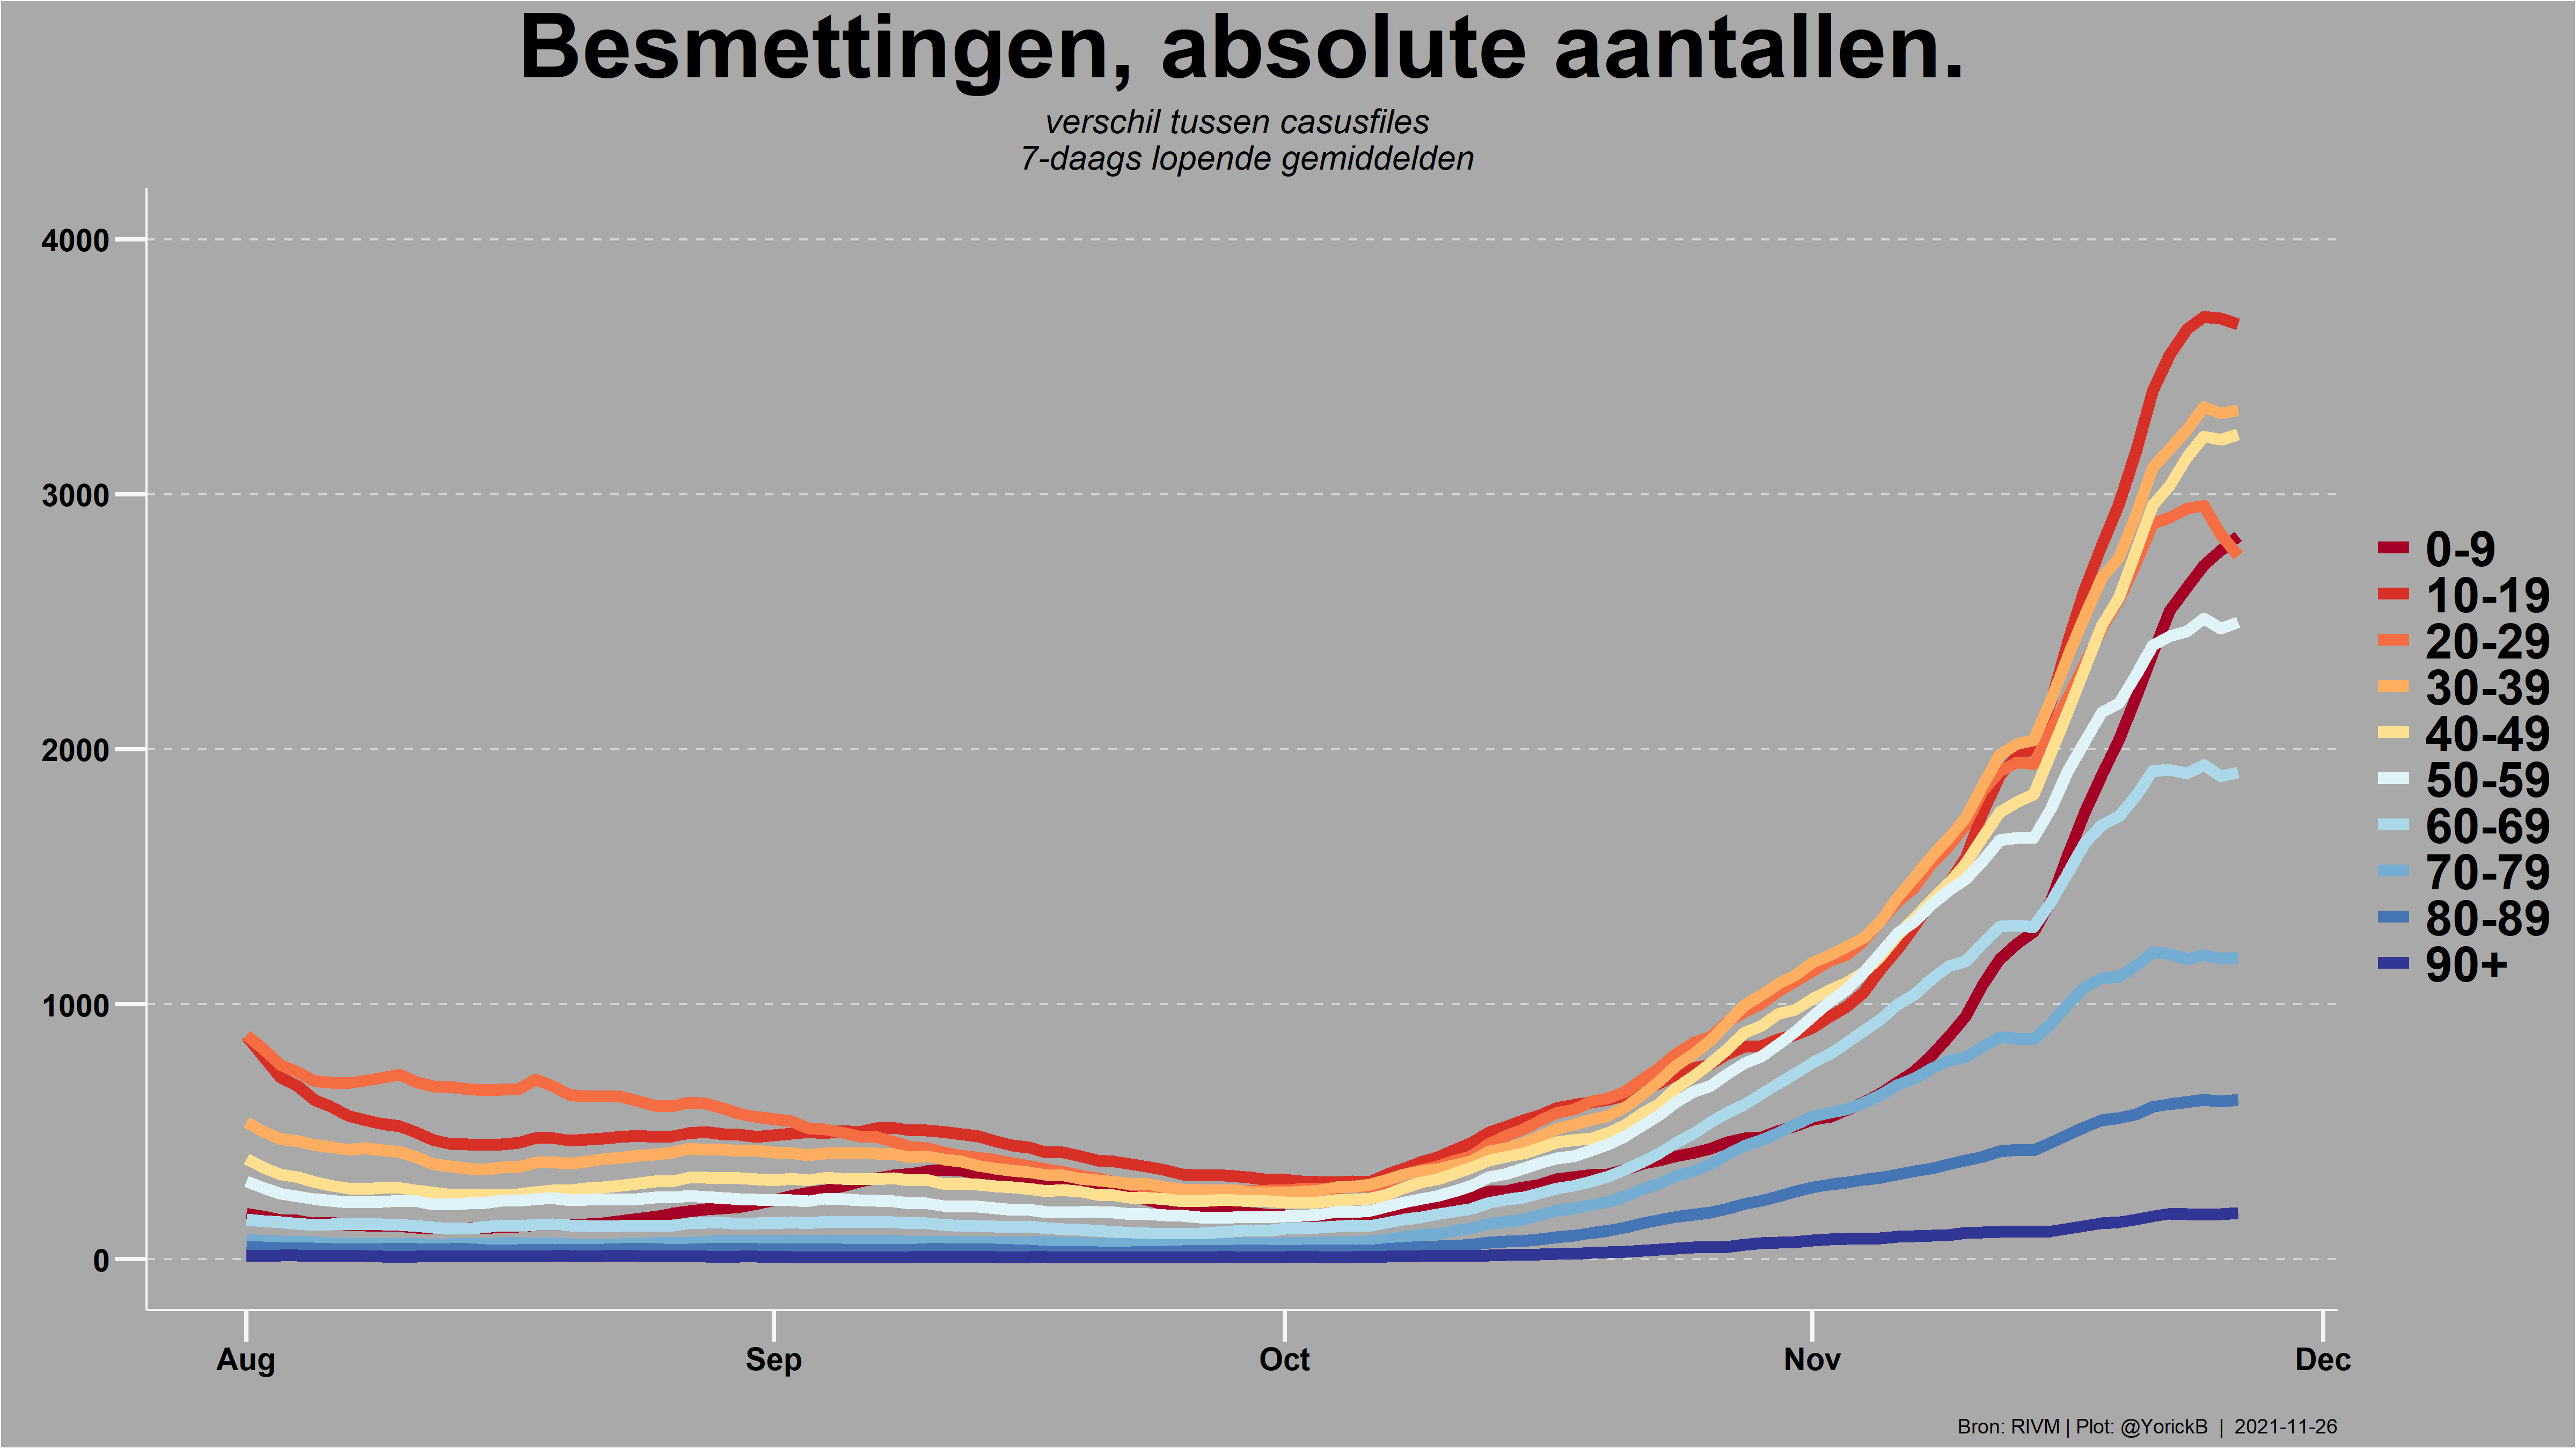 Besmettingen, absolute aantallen.
verschil tussen casusfiles
7-daags lopende gemiddelden
4000
3000
2000
1000
0
Aug
Sep
Oct
Nov
Dec
0-9
10-19
20-29
30-39
40-49
50-59
60-69
70-79
80-89
90+
Bron: RIVM | Plot: @YorickB | 2021-11-26